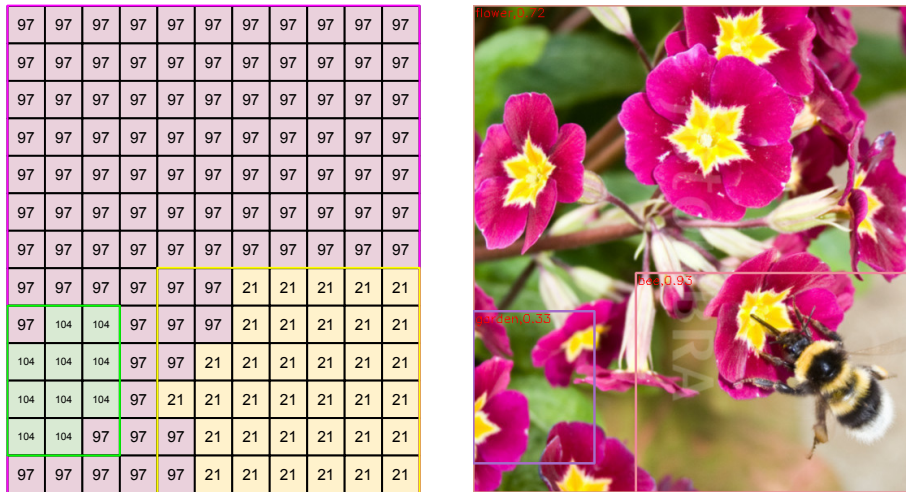 97 97 97 97 97 97 97 97 97 97 97
97 97 97 97 97 97 97 97 97 97 97
97 97 97 97 97 97 97 97 97 97 97
97 97 97 97 97 97 97 97 97 97 97
97 97 97 97 97 97 97 97 97 97 97
97 97 97 97 97 97 97 97 97 97 97
97 97 97 97 97 97 97 97 97 97 97
97 97 97 97 97 97 21 21 21 21 21
97 104 104 97 97 97 21 21 21 21 21
104 104 104 97 97 21 21 21 21 21 21
104 104 104 97 21 21 21 21 21 21 21
104 104 97 97 97 21 21 21 21 21 21
97 97 97 97 97 21 21 21 21 21 21
flower,0.72
bee,0.93
garden,0.33